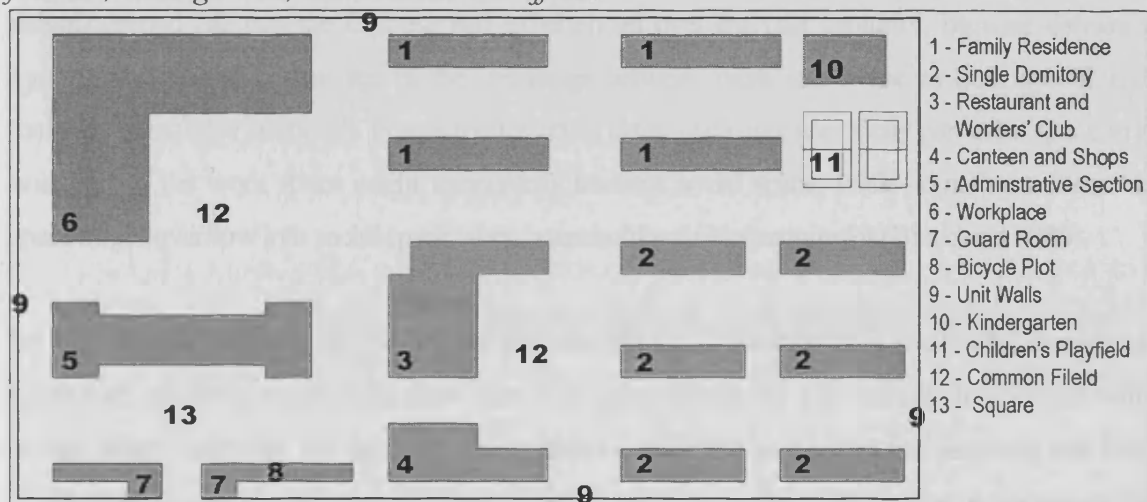 9
1 1 10
1 1 11
6 12
2 2
9
5 3 12 2 2
13
9
4 2 2
7 7 8
9
1 - Family Residence
2 - Single Domitory
3 - Restaurant and
Workers' Club
4 - Canteen and Shops
5 - Adminstrative Section
6 - Workplace
7 - Guard Room
8 - Bicycle Plot
9 - Unit Walls
10 - Kindergarten
11 - Children's Playfield
12 - Common Fileld
13 - Square